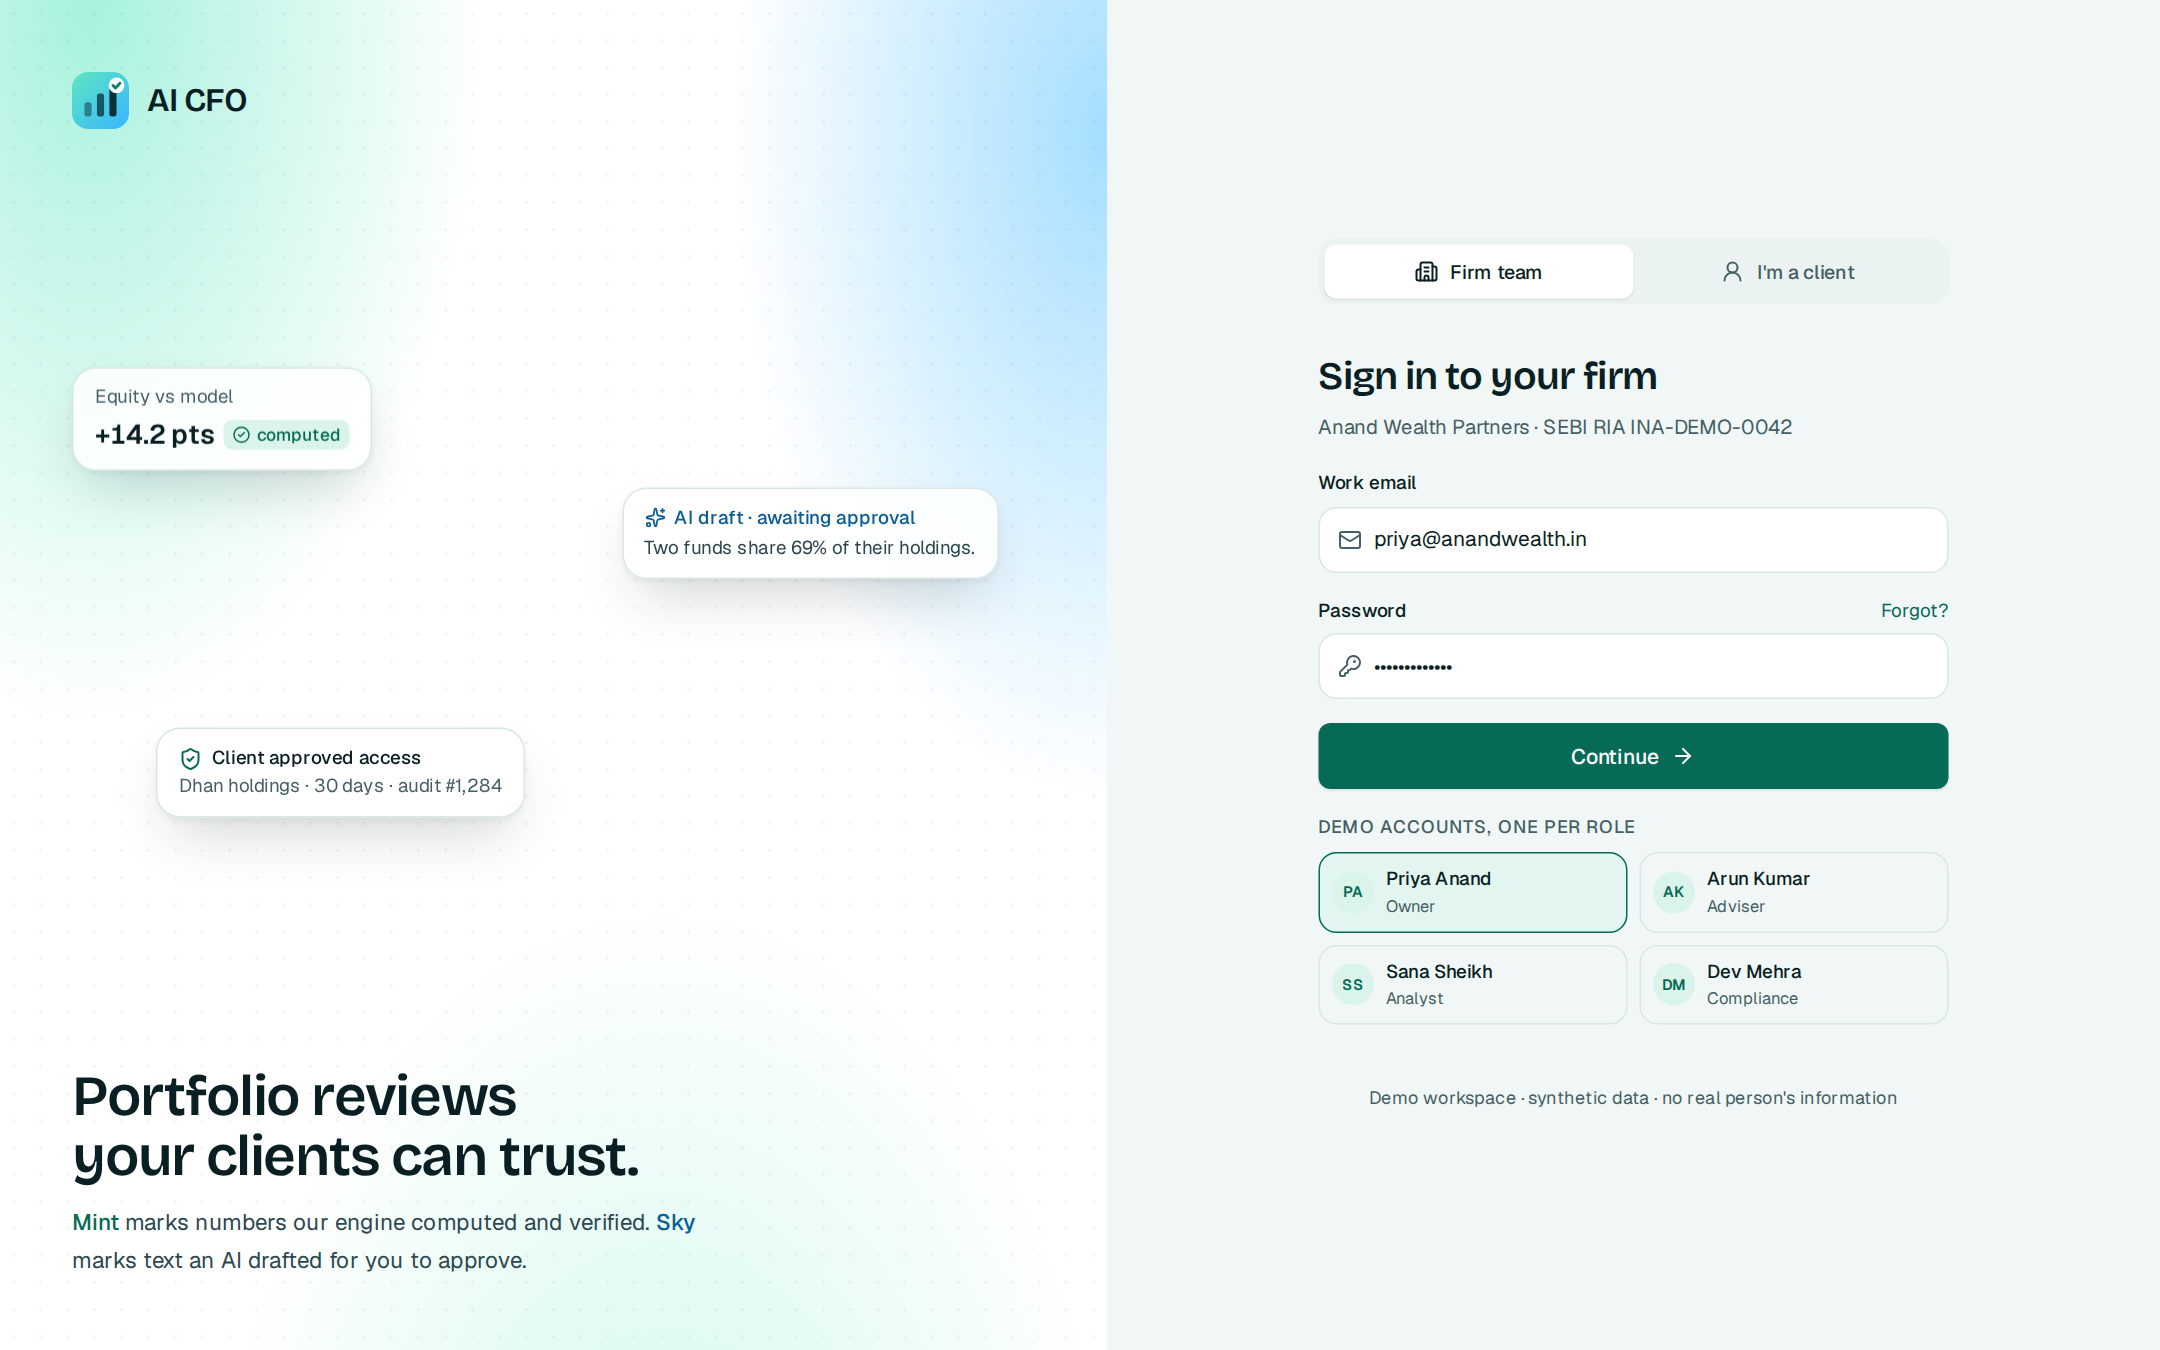 AI CFO
Equity vs model
+14.2 pts computed
AI draft · awaiting approval
Two funds share 69% of their holdings.
Client approved access
Dhan holdings · 30 days · audit #1,284
Portfolio reviews
your clients can trust.
Mint marks numbers our engine computed and verified. Sky
marks text an AI drafted for you to approve.
Firm team
I'm a client
Sign in to your firm
Anand Wealth Partners · SEBI RIA INA-DEMO-0042
Work email
priya@anandwealth.in
Password Forgot?
•••••••••••••
Continue
DEMO ACCOUNTS, ONE PER ROLE
PA
Priya Anand
Owner
AK
Arun Kumar
Adviser
SS
Sana Sheikh
Analyst
DM
Dev Mehra
Compliance
Demo workspace · synthetic data · no real person's information